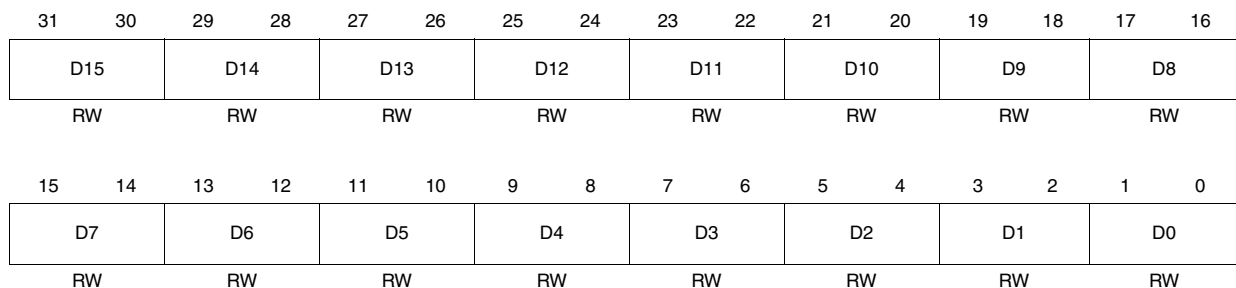 31 30 29 28 27 26 25 24 23 22 21 20 19 18 17 16
D15 D14 D13 D12 D11 D10 D9 D8
RW RW RW RW RW RW RW RW
15 14 13 12 11 10 9 8 7 6 5 4 3 2 1 0
D7 D6 D5 D4 D3 D2 D1 D0
RW RW RW RW RW RW RW RW